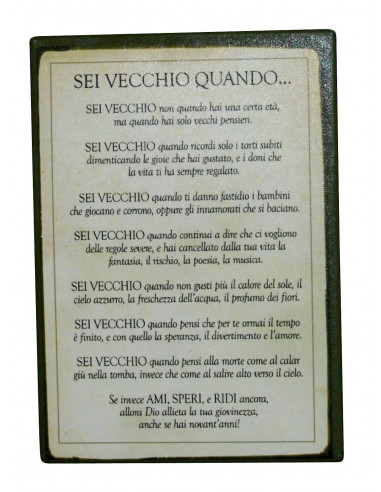 SEI VECCHIO QUANDO...
SEI VECCHIO non quando hai una certa età,
ma quando hai solo vecchi pensieri.
SEI VECCHIO quando ricordi solo i torti subiti
dimenticando le gioie che hai gustato, e i doni che
la vita ti ha sempre regalato.
SEI VECCHIO quando ti danno fastidio i bambini
che giocano e corrono, oppure gli innamorati che si baciano.
SEI VECCHIO quando continui a dire che ci vogliono
delle regole severe, e hai cancellato dalla tua vita la
fantasia, il rischio, la poesia, la musica.
SEI VECCHIO quando non gusti più il calore del sole, il
cielo azzurro, la freschezza dell'acqua, il profumo dei fiori.
SEI VECCHIO quando pensi che per te ormai il tempo
è finito, e con quello la speranza, il divertimento e l'amore.
SEI VECCHIO quando pensi alla morte come al calar
giù nella tomba, invece che come al salire alto verso il cielo.
Se invece AMI, SPERI, e RIDI ancora,
allora Dio allieta la tua giovinezza,
anche se hai novant'anni!